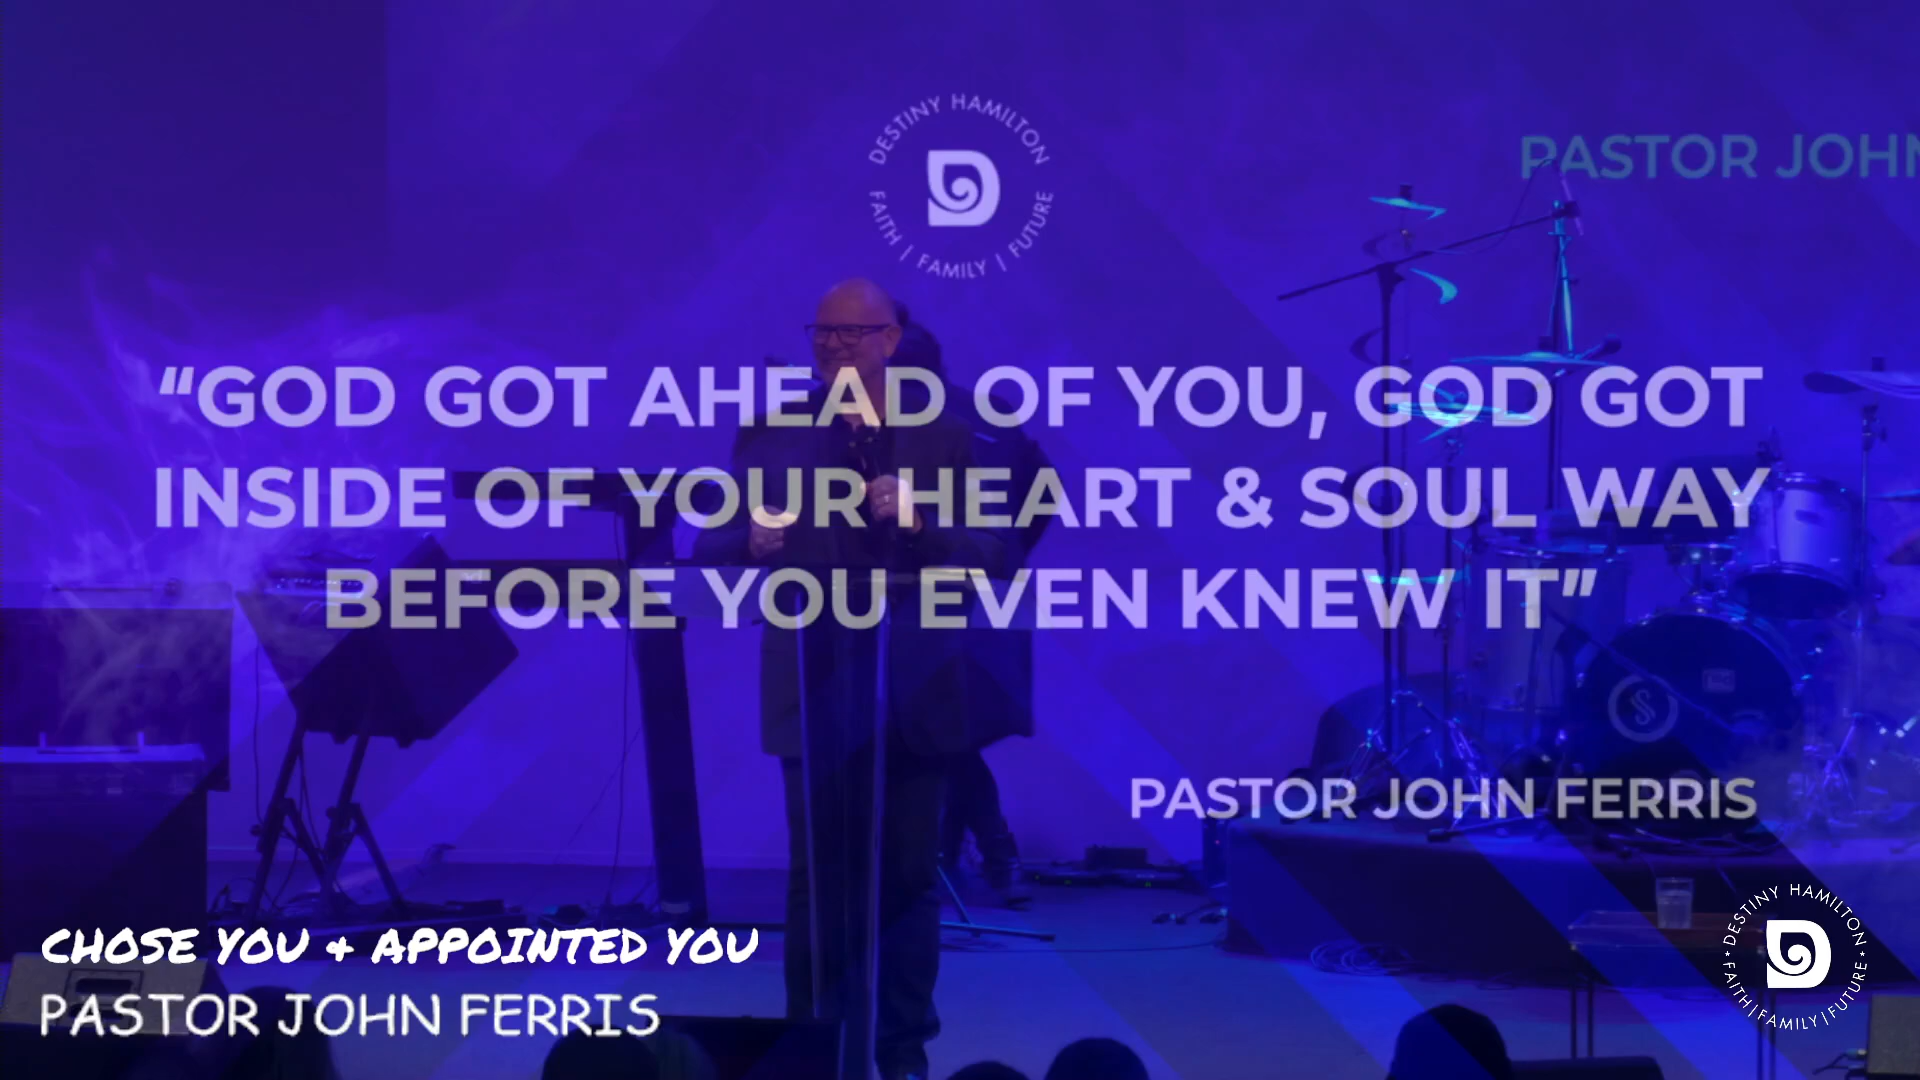 DESTINY HAMILTON
FAITH | FAMILY | FUTURE
PASTOR JOHN
“GOD GOT AHEAD OF YOU, GOD GOT
INSIDE OF YOUR HEART & SOUL WAY
BEFORE YOU EVEN KNEW IT”
PASTOR JOHN FERRIS
CHOSE YOU + APPOINTED YOU
PASTOR JOHN FERRIS
DESTINY HAMILTON
FAITH | FAMILY | FUTURE